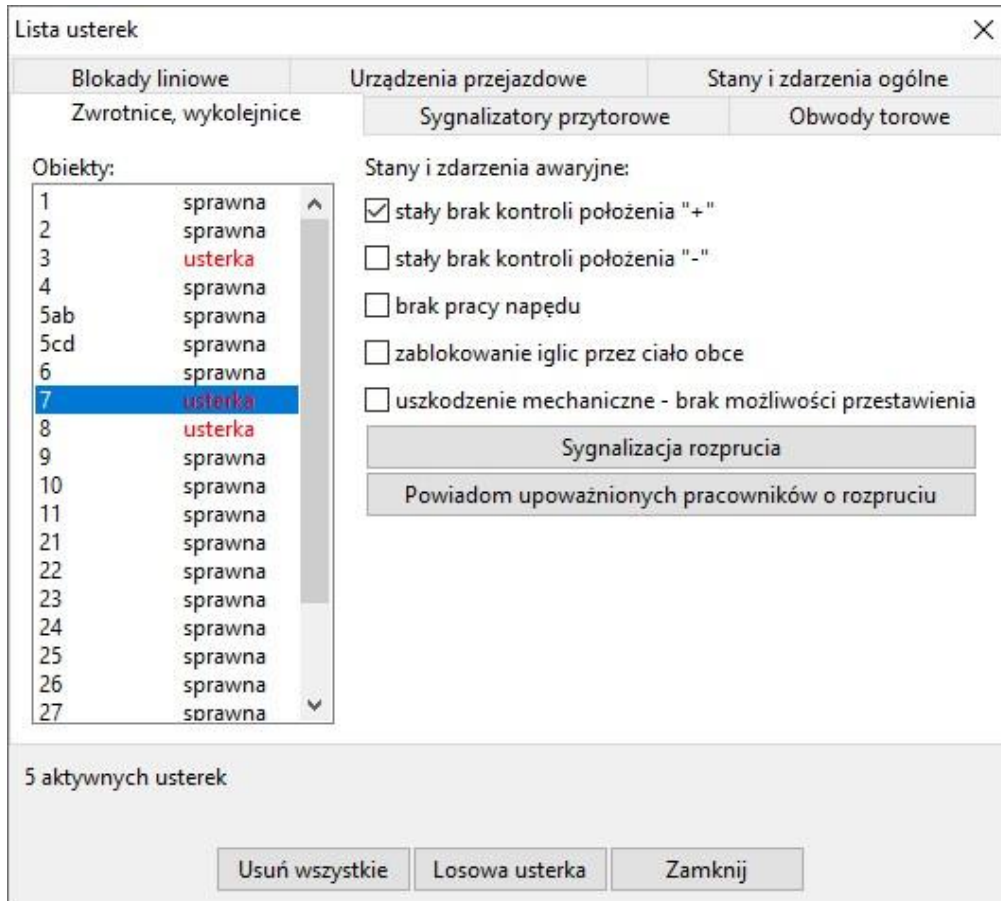 Lista usterek
Blokady liniowe Urządzenia przejazdowe Stany i zdarzenia ogólne
Zwrotnice, wykolejnice Sygnalizatory przytorowe Obwody torowe
Obiekty:
1 sprawna
2 sprawna
3 usterka
4 sprawna
5ab sprawna
5cd sprawna
6 sprawna
7 usterka
8 usterka
9 sprawna
10 sprawna
11 sprawna
21 sprawna
22 sprawna
23 sprawna
24 sprawna
25 sprawna
26 sprawna
27 sprawna
Stany i zdarzenia awaryjne:
stały brak kontroli położenia "+"
stały brak kontroli położenia "-"
brak pracy napędu
zablokowanie iglic przez ciało obce
uszkodzenie mechaniczne - brak możliwości przestawienia
Sygnalizacja rozprucia
Powiadom upoważnionych pracowników o rozpruciu
5 aktywnych usterek
Usuń wszystkie Losowa usterka Zamknij